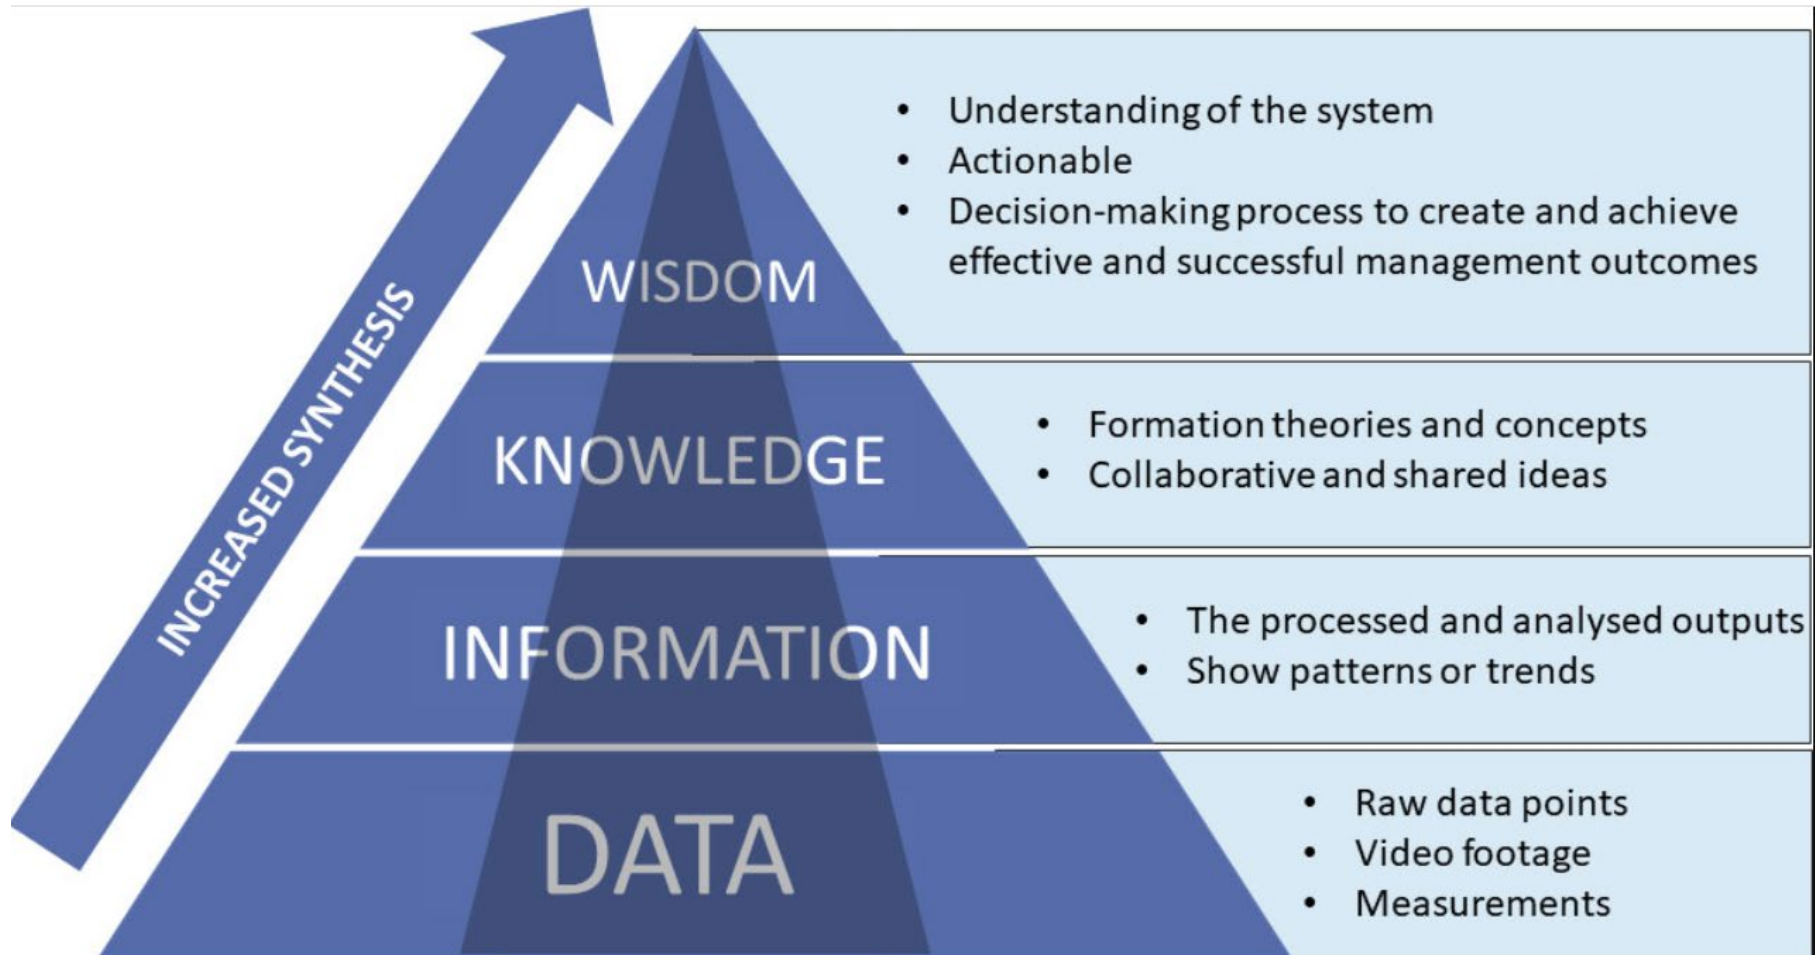 INCREASED SYNTHESIS
WISDOM
• Understanding of the system
• Actionable
• Decision-making process to create and achieve
effective and successful management outcomes
KNOWLEDGE
• Formation theories and concepts
• Collaborative and shared ideas
INFORMATION
• The processed and analysed outputs
• Show patterns or trends
DATA
• Raw data points
• Video footage
• Measurements